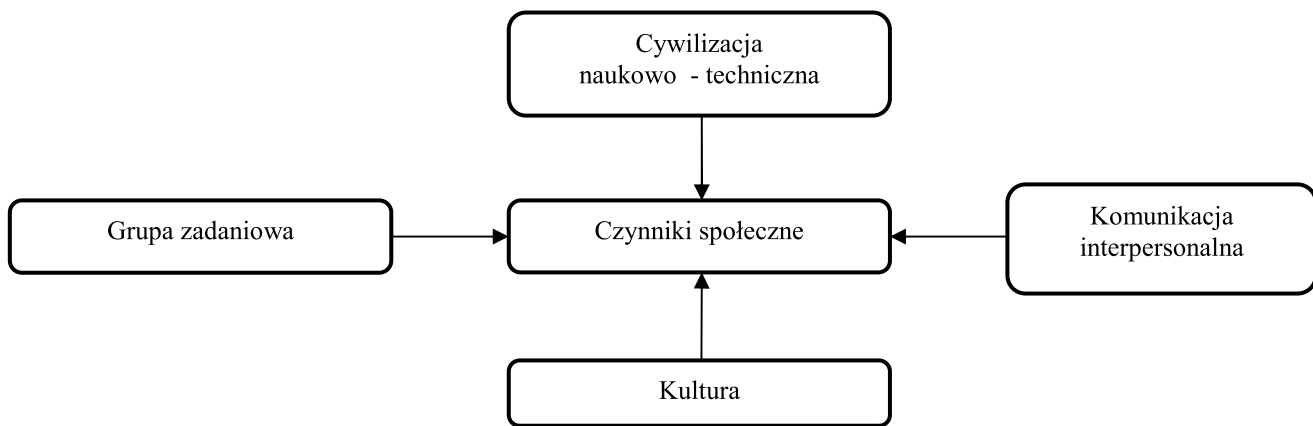 Cywilizacja
naukowo - techniczna
Grupa zadaniowa
Czynniki społeczne
Komunikacja
interpersonalna
Kultura